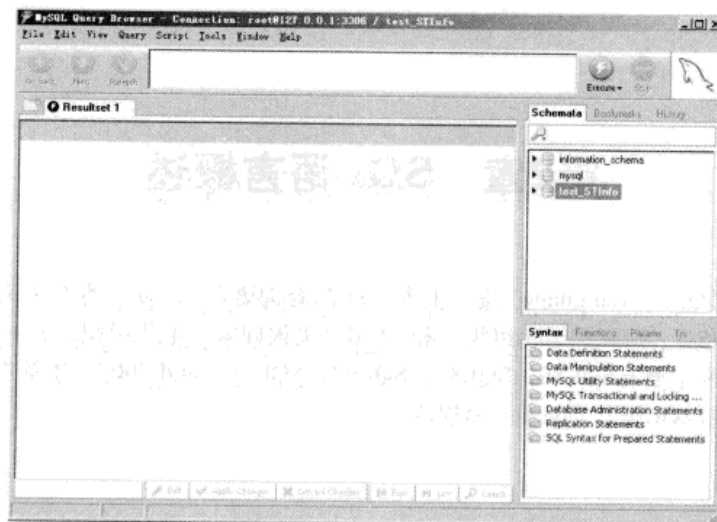 MySQL Query Browser - Connection: root@127.0.0.1:3306 / test_STInfo
File Edit View Query Script Tools Window Help
Go back Next Refresh
Execute Stop
Resultset 1
Schemata Bookmarks History
information_schema
mysql
test_STInfo
Syntax Functions Params Trx
Data Definition Statements
Data Manipulation Statements
MySQL Utility Statements
MySQL Transactional and Locking ...
Database Administration Statements
Replication Statements
SQL Syntax for Prepared Statements
Edit Apply Changes Discard Changes First Last Search